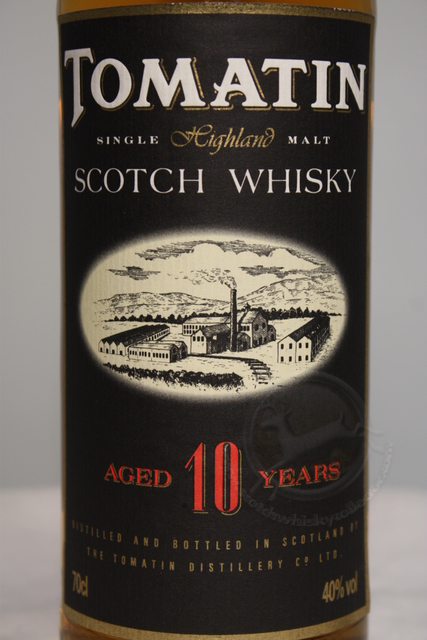 TOMATIN
SINGLE Highland MALT
SCOTCH WHISKY
AGED 10 YEARS
DISTILLED AND BOTTLED IN SCOTLAND BY
THE TOMATIN DISTILLERY Cº LTD.
70cl 40% vol